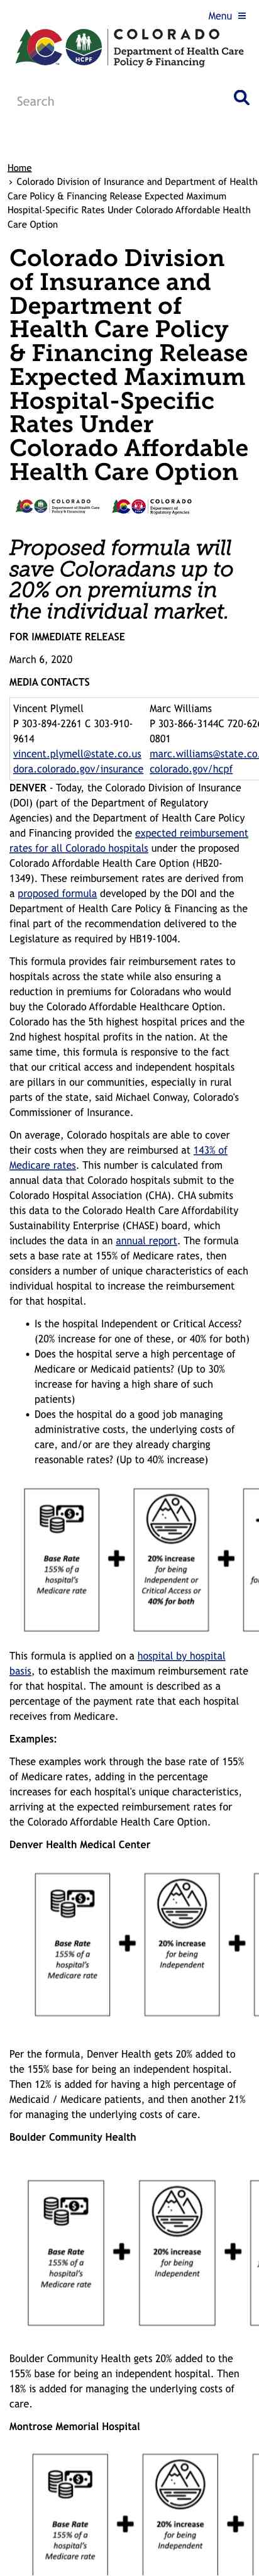 Menu
COLORADO
Department of Health Care
Policy & Financing
HCPF
Search
Home
› Colorado Division of Insurance and Department of Health
Care Policy & Financing Release Expected Maximum
Hospital-Specific Rates Under Colorado Affordable Health
Care Option
Colorado Division
of Insurance and
Department of
Health Care Policy
& Financing Release
Expected Maximum
Hospital-Specific
Rates Under
Colorado Affordable
Health Care Option
COLORADO
Department of Health Care
Policy & Financing
COLORADO
Department of
Regulatory Agencies
Proposed formula will
save Coloradans up to
20% on premiums in
the individual market.
FOR IMMEDIATE RELEASE
March 6, 2020
MEDIA CONTACTS
Vincent Plymell
P 303-894-2261 C 303-910-
9614
vincent.plymell@state.co.us
dora.colorado.gov/insurance
Marc Williams
P 303-866-3144C 720-626
0801
marc.williams@state.co.
colorado.gov/hcpf
DENVER - Today, the Colorado Division of Insurance
(DOI) (part of the Department of Regulatory
Agencies) and the Department of Health Care Policy
and Financing provided the expected reimbursement
rates for all Colorado hospitals under the proposed
Colorado Affordable Health Care Option (HB20-
1349). These reimbursement rates are derived from
a proposed formula developed by the DOI and the
Department of Health Care Policy & Financing as the
final part of the recommendation delivered to the
Legislature as required by HB19-1004.
This formula provides fair reimbursement rates to
hospitals across the state while also ensuring a
reduction in premiums for Coloradans who would
buy the Colorado Affordable Healthcare Option.
Colorado has the 5th highest hospital prices and the
2nd highest hospital profits in the nation. At the
same time, this formula is responsive to the fact
that our critical access and independent hospitals
are pillars in our communities, especially in rural
parts of the state, said Michael Conway, Colorado's
Commissioner of Insurance.
On average, Colorado hospitals are able to cover
their costs when they are reimbursed at 143% of
Medicare rates. This number is calculated from
annual data that Colorado hospitals submit to the
Colorado Hospital Association (CHA). CHA submits
this data to the Colorado Health Care Affordability
Sustainability Enterprise (CHASE) board, which
includes the data in an annual report. The formula
sets a base rate at 155% of Medicare rates, then
considers a number of unique characteristics of each
individual hospital to increase the reimbursement
for that hospital.
• Is the hospital Independent or Critical Access?
(20% increase for one of these, or 40% for both)
• Does the hospital serve a high percentage of
Medicare or Medicaid patients? (Up to 30%
increase for having a high share of such
patients)
• Does the hospital do a good job managing
administrative costs, the underlying costs of
care, and/or are they already charging
reasonable rates? (Up to 40% increase)
Base Rate
155% of a
hospital's
Medicare rate
+
20% increase
for being
Independent or
Critical Access or
40% for both
+
fo
This formula is applied on a hospital by hospital
basis, to establish the maximum reimbursement rate
for that hospital. The amount is described as a
percentage of the payment rate that each hospital
receives from Medicare.
Examples:
These examples work through the base rate of 155%
of Medicare rates, adding in the percentage
increases for each hospital's unique characteristics,
arriving at the expected reimbursement rates for
the Colorado Affordable Health Care Option.
Denver Health Medical Center
Base Rate
155% of a
hospital's
Medicare rate
+
20% increase
for being
Independent
+
Per the formula, Denver Health gets 20% added to
the 155% base for being an independent hospital.
Then 12% is added for having a high percentage of
Medicaid / Medicare patients, and then another 21%
for managing the underlying costs of care.
Boulder Community Health
Base Rate
155% of a
hospital's
Medicare rate
+
20% increase
for being
Independent
+
Boulder Community Health gets 20% added to the
155% base for being an independent hospital. Then
18% is added for managing the underlying costs of
care.
Montrose Memorial Hospital
Base Rate
155% of a
hospital's
Medicare rate
+
20% increase
for being
Independent
+